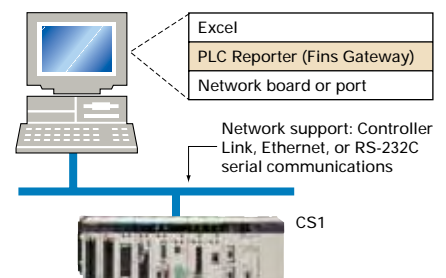 Excel
PLC Reporter (Fins Gateway)
Network board or port
Network support: Controller
Link, Ethernet, or RS-232C
serial communications
CS1